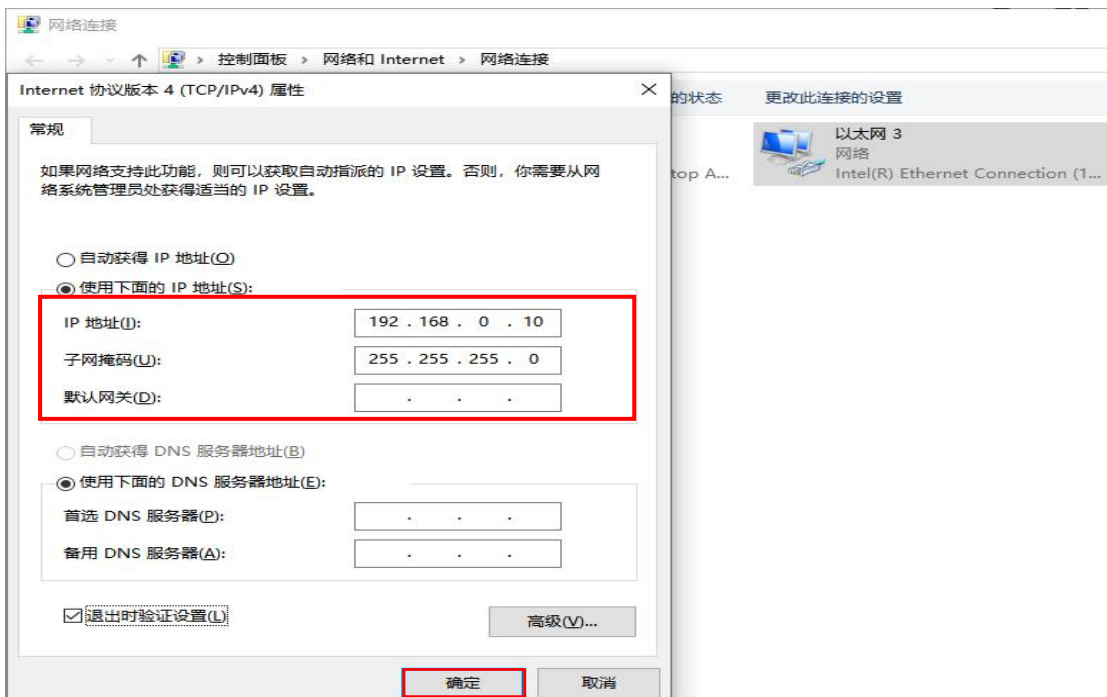 网络连接
控制面板 › 网络和 Internet › 网络连接
Internet 协议版本 4 (TCP/IPv4) 属性
的状态 更改此连接的设置
常规
以太网 3
网络
top A... Intel(R) Ethernet Connection (1...
如果网络支持此功能，则可以获取自动指派的 IP 设置。否则，你需要从网
络系统管理员处获得适当的 IP 设置。
自动获得 IP 地址(O)
使用下面的 IP 地址(S):
IP 地址(I): 192 . 168 . 0 . 10
子网掩码(U): 255 . 255 . 255 . 0
默认网关(D): . . .
自动获得 DNS 服务器地址(B)
使用下面的 DNS 服务器地址(E):
首选 DNS 服务器(P): . . .
备用 DNS 服务器(A): . . .
退出时验证设置(L)
高级(V)...
确定 取消